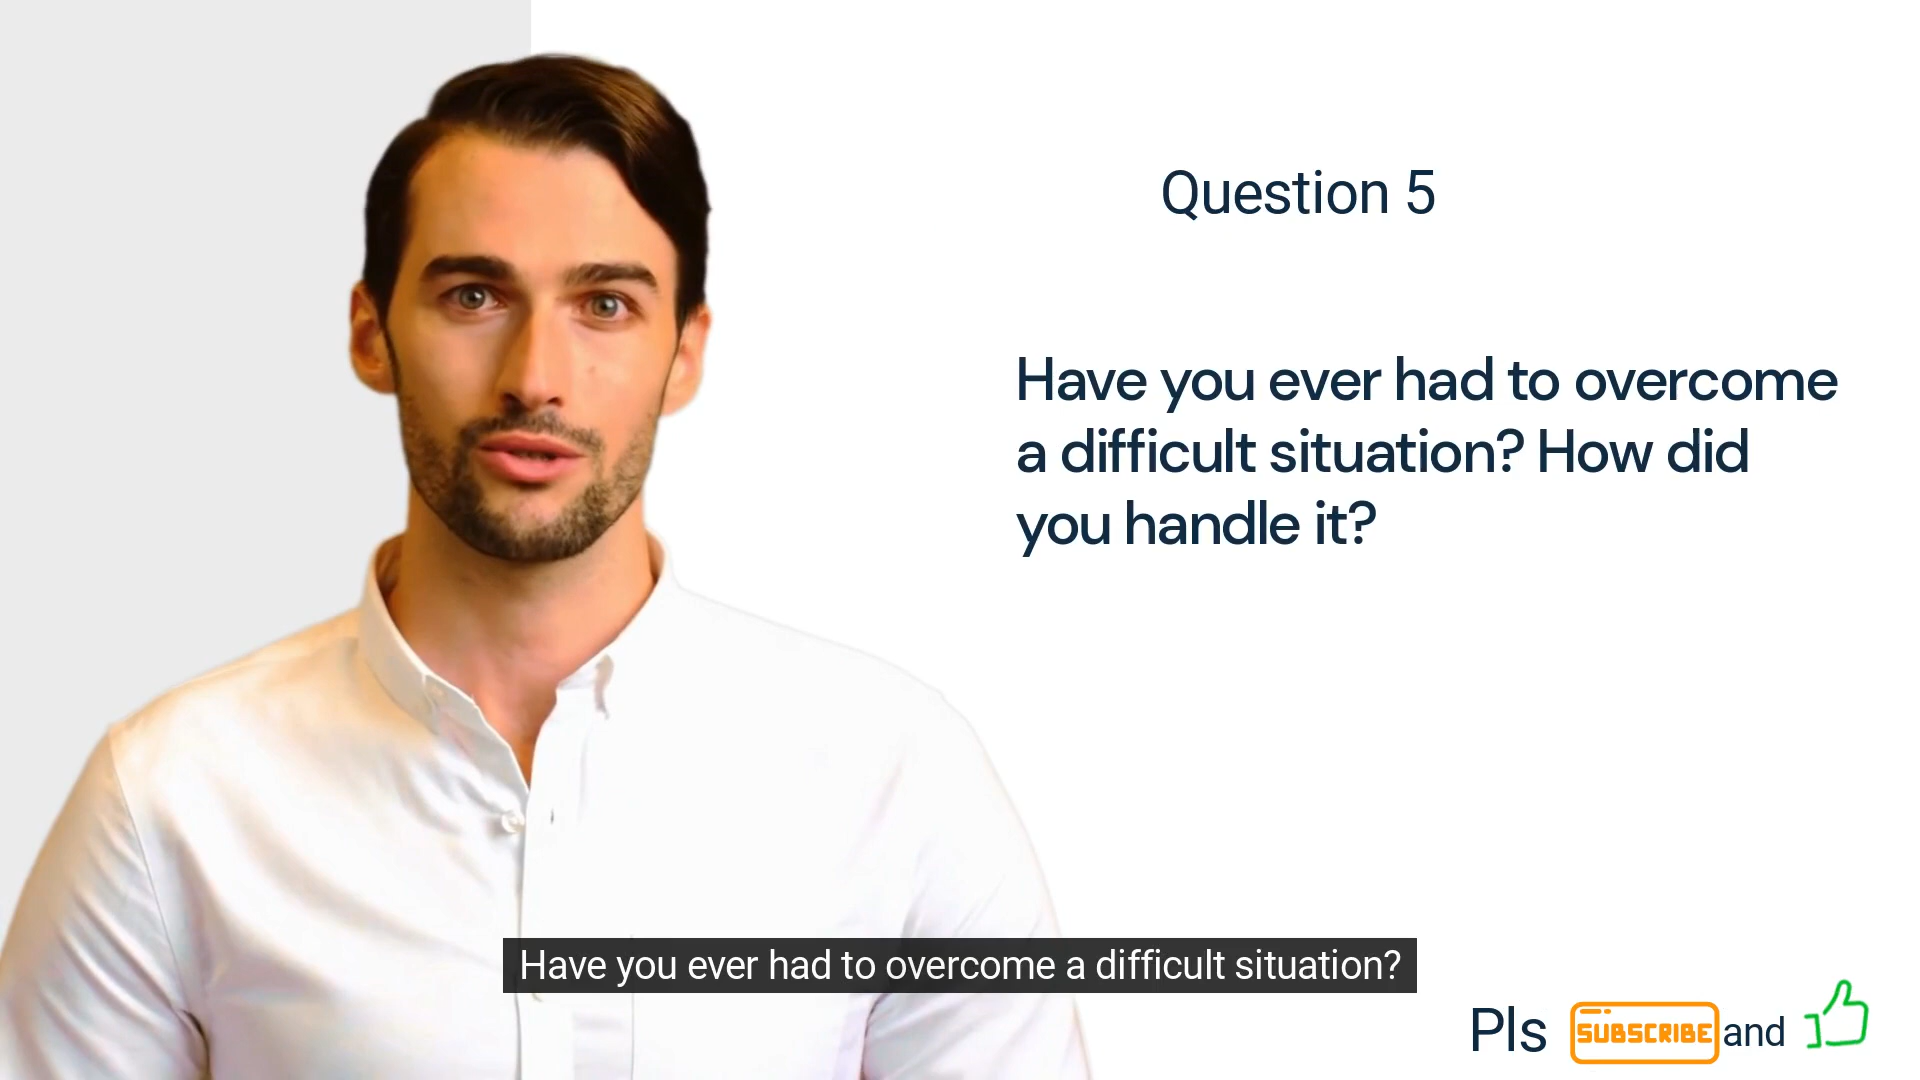 Question 5
Have you ever had to overcome
a difficult situation? How did
you handle it?
Have you ever had to overcome a difficult situation?
Pls SUBSCRIBE and